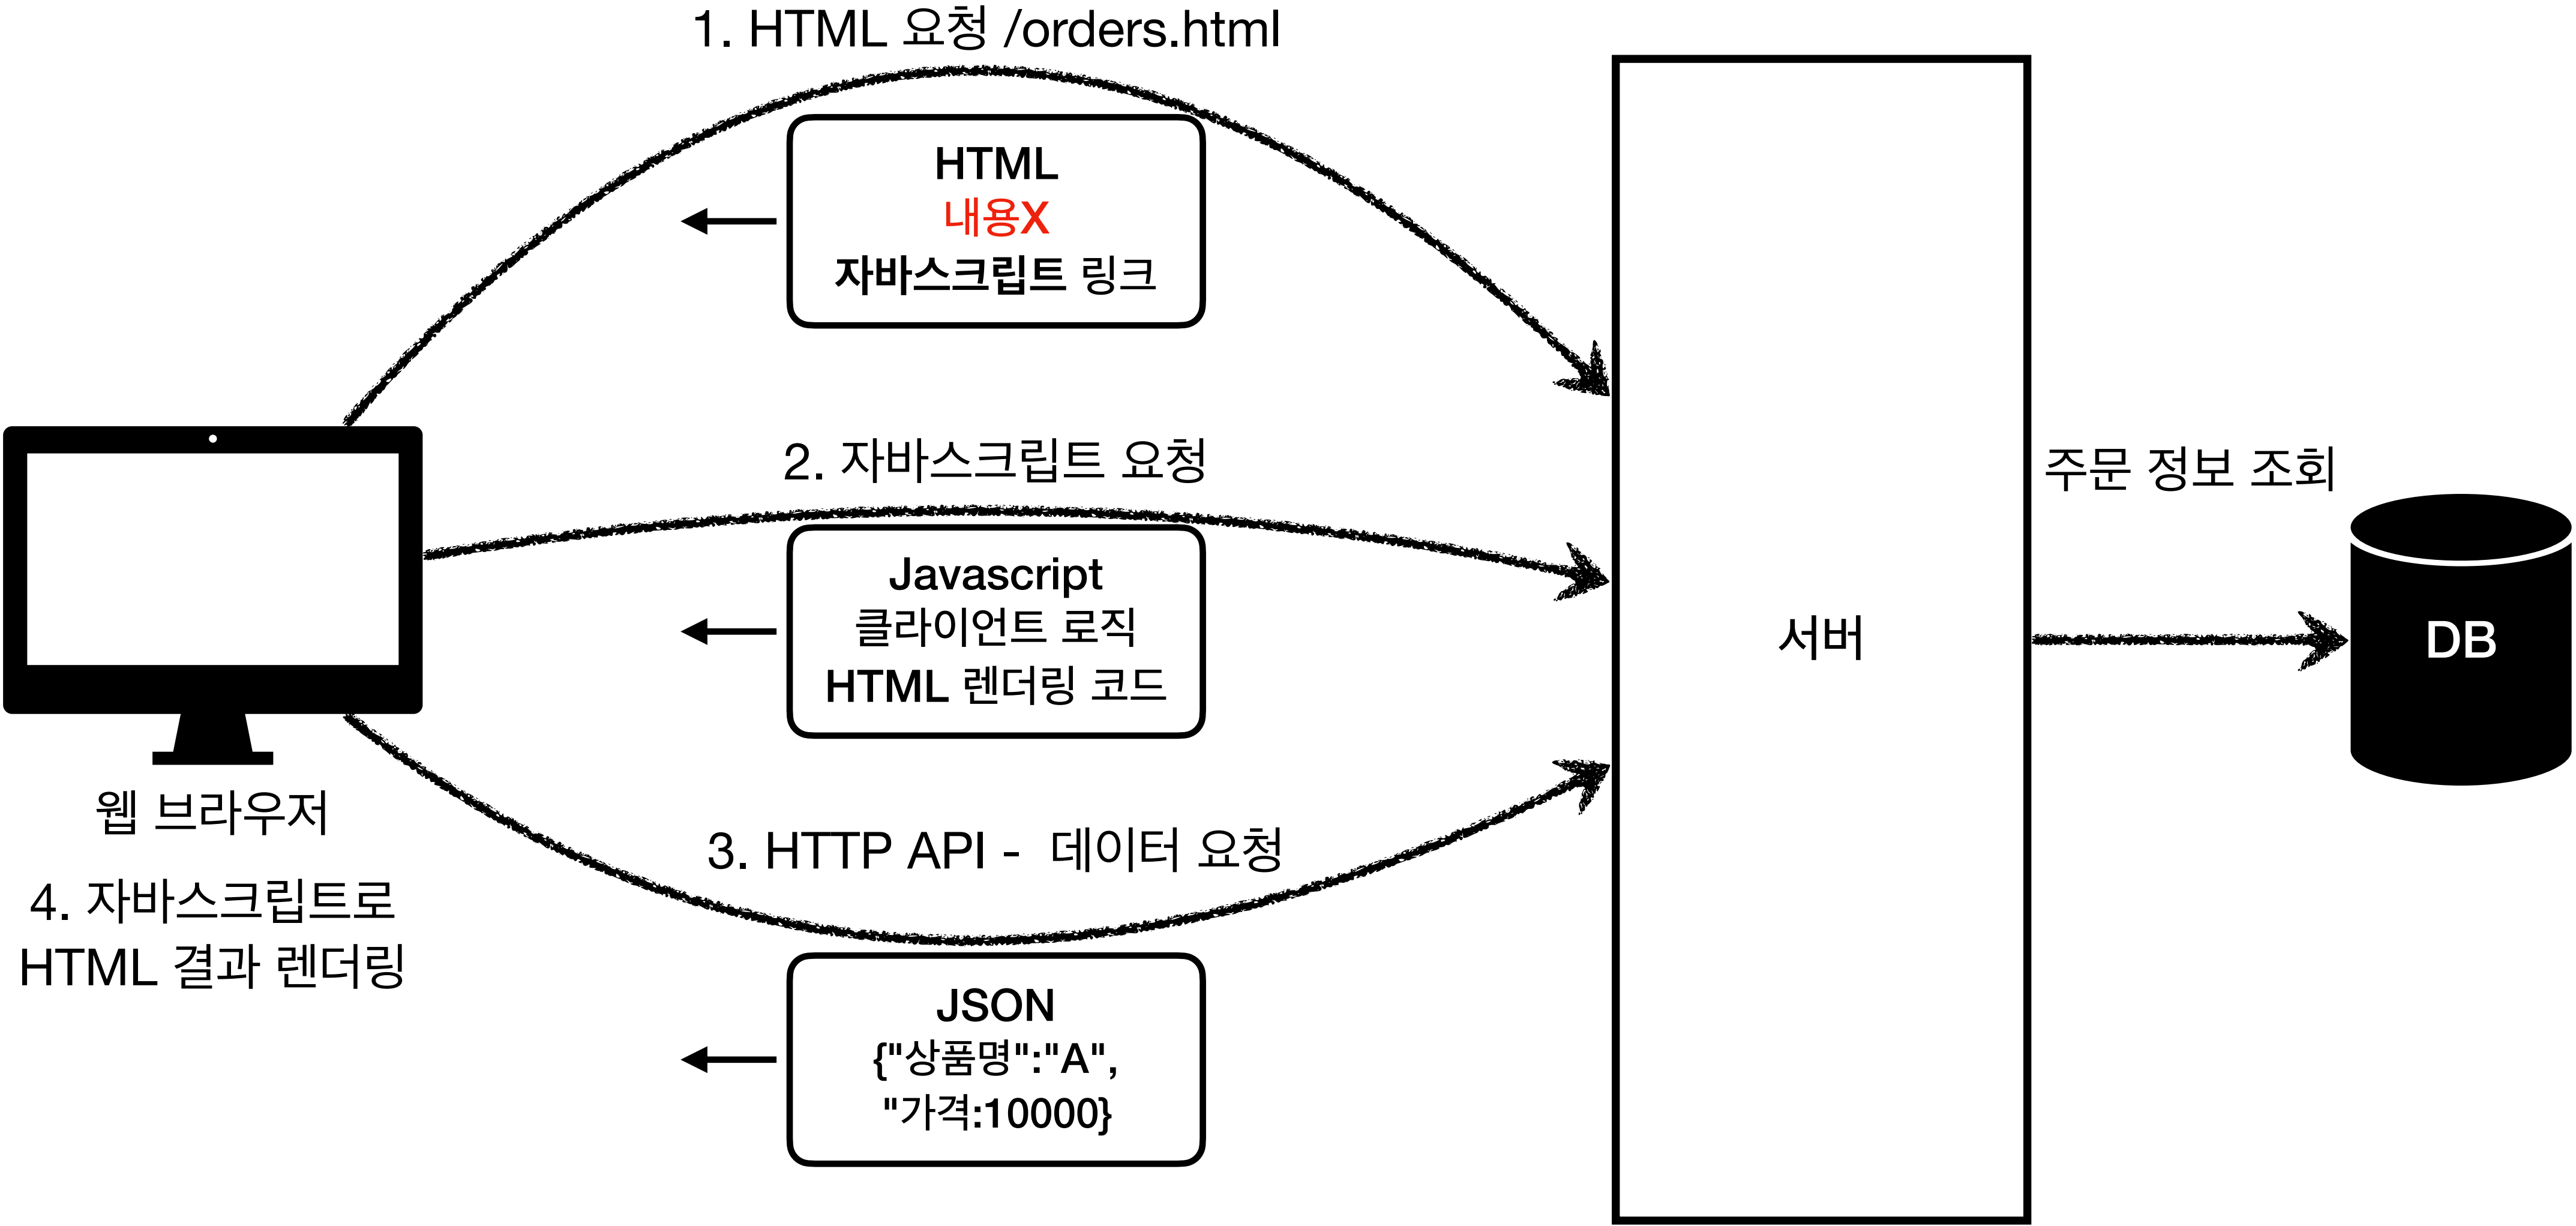 1. HTML 요청 /orders.html
HTML
내용X
자바스크립트 링크
2. 자바스크립트 요청
Javascript
클라이언트 로직
HTML 렌더링 코드
서버
주문 정보 조회
DB
웹 브라우저
4. 자바스크립트로
HTML 결과 렌더링
3. HTTP API - 데이터 요청
JSON
{"상품명":"A",
"가격:10000}